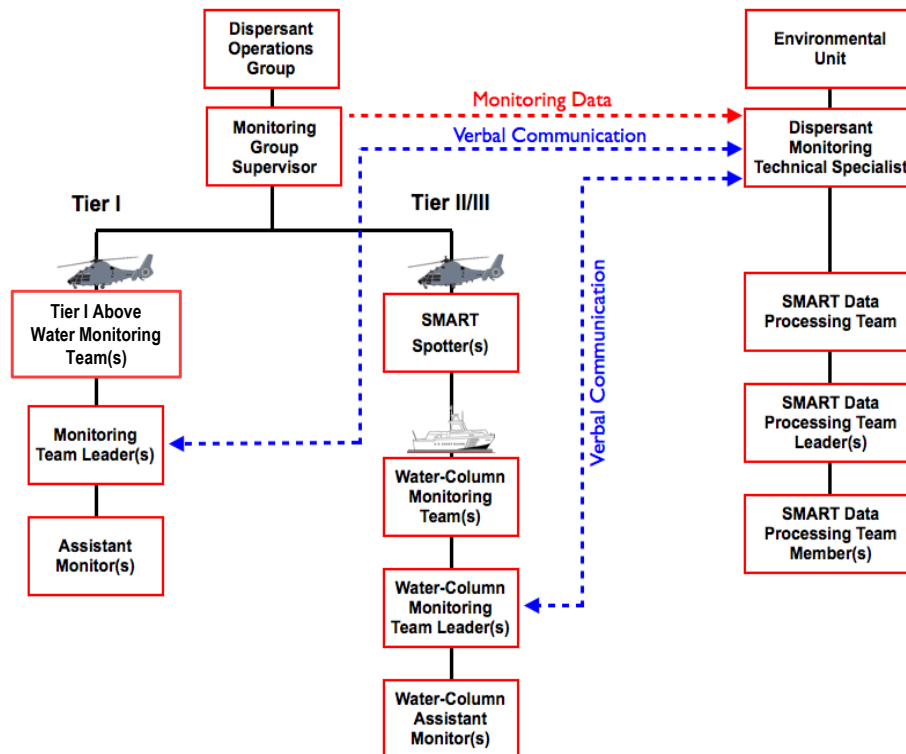 Dispersant
Operations
Group
Environmental
Unit
Monitoring Data
Monitoring
Group
Supervisor
Verbal Communication
Dispersant
Monitoring
Technical Specialist
Tier I
Tier II/III
Tier I Above
Water Monitoring
Team(s)
SMART
Spotter(s)
Verbal Communication
SMART Data
Processing Team
Monitoring
Team Leader(s)
SMART Data
Processing Team
Leader(s)
Water-Column
Monitoring
Team(s)
SMART Data
Processing Team
Member(s)
Assistant
Monitor(s)
Water-Column
Monitoring
Team Leader(s)
Water-Column
Assistant
Monitor(s)